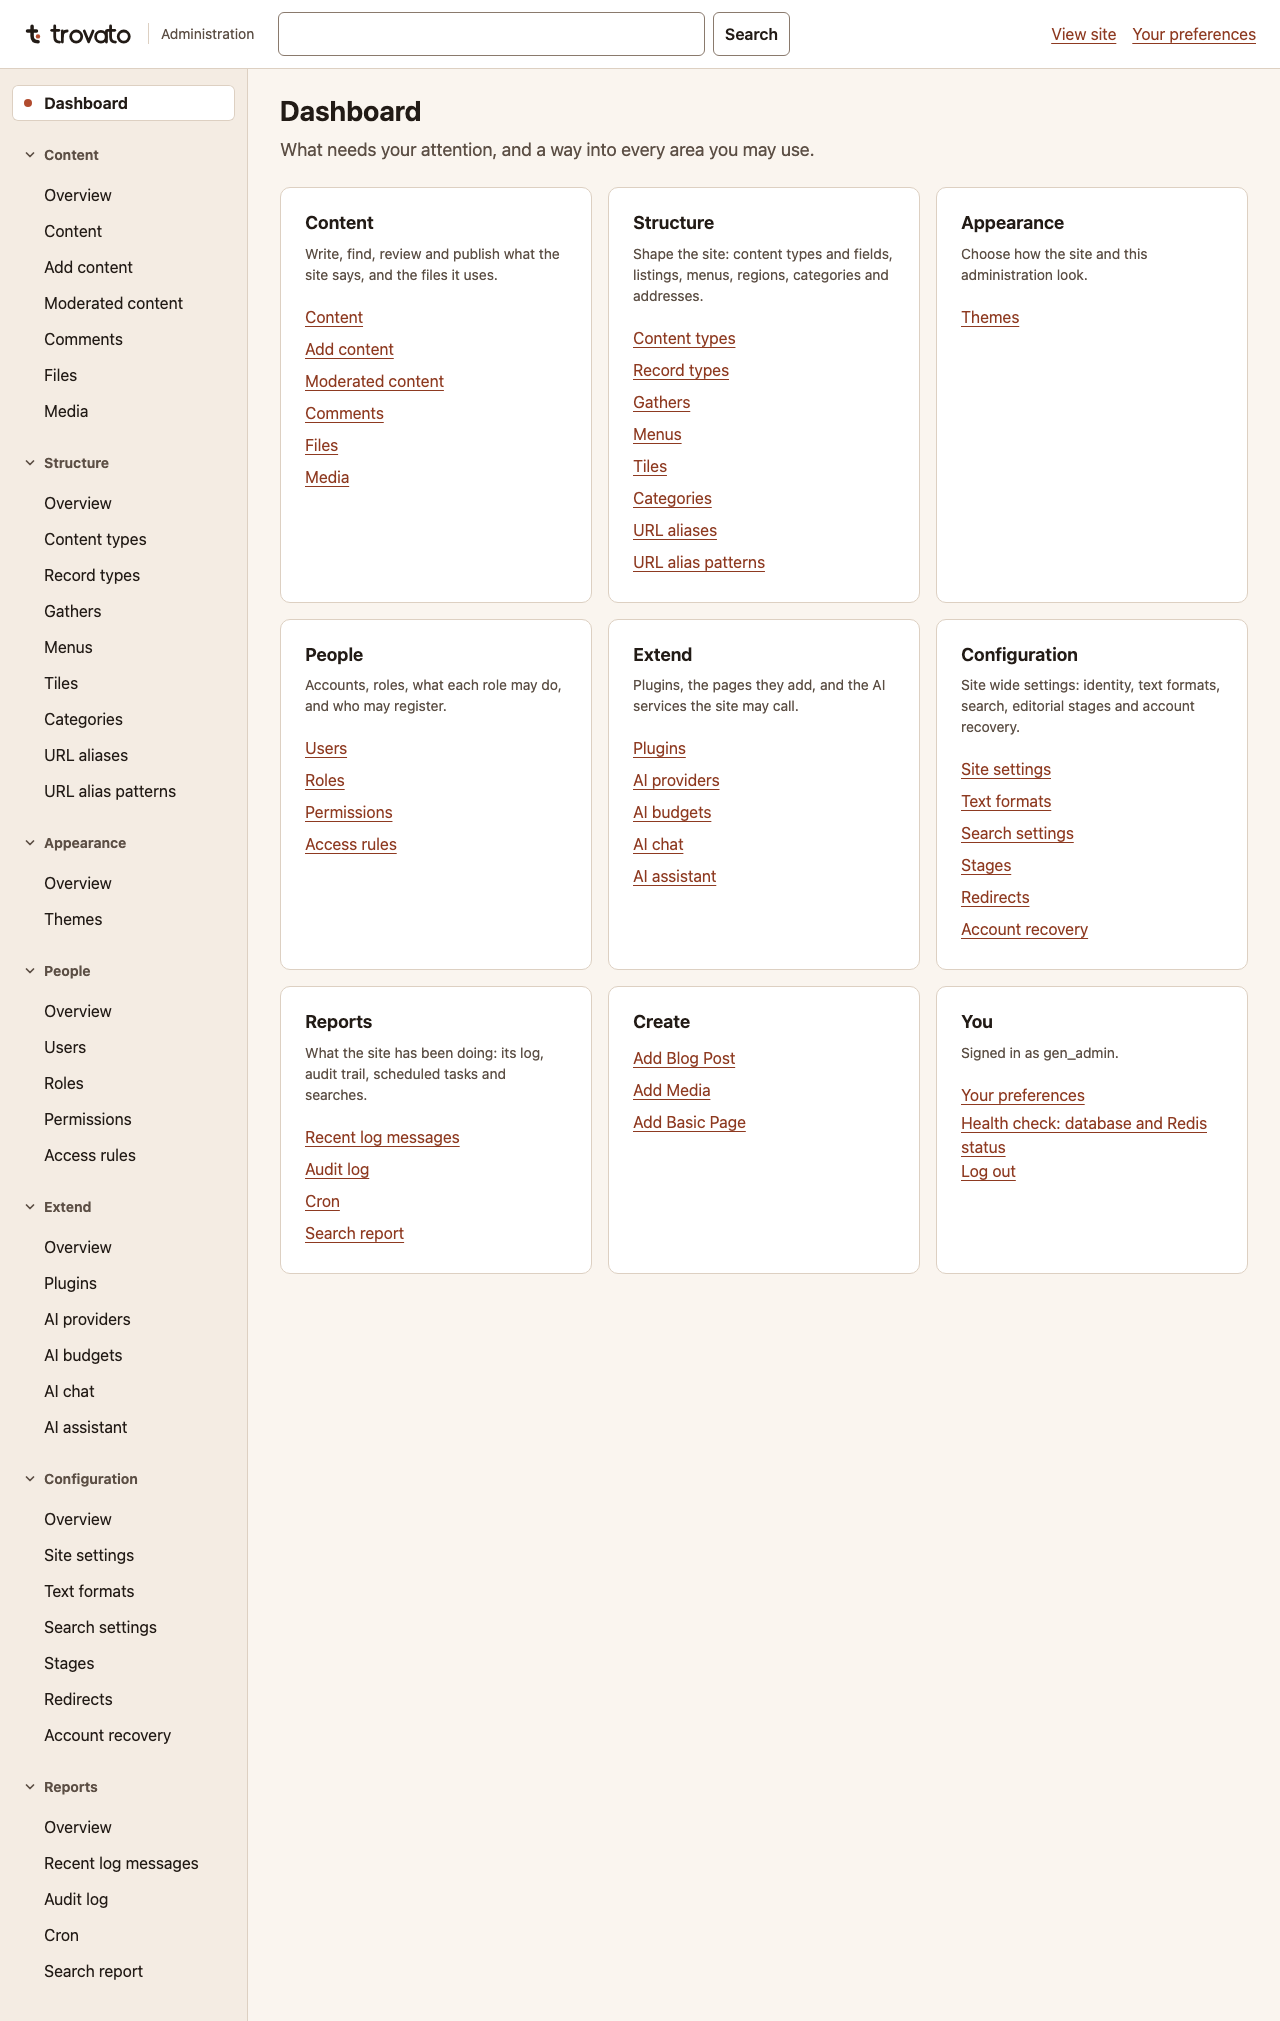 trovato
Administration
Search
View site
Your preferences
Dashboard
Content
Overview
Content
Add content
Moderated content
Comments
Files
Media
Structure
Overview
Content types
Record types
Gathers
Menus
Tiles
Categories
URL aliases
URL alias patterns
Appearance
Overview
Themes
People
Overview
Users
Roles
Permissions
Access rules
Extend
Overview
Plugins
AI providers
AI budgets
AI chat
AI assistant
Configuration
Overview
Site settings
Text formats
Search settings
Stages
Redirects
Account recovery
Reports
Overview
Recent log messages
Audit log
Cron
Search report
Dashboard
What needs your attention, and a way into every area you may use.
Content
Write, find, review and publish what the
site says, and the files it uses.
Content
Add content
Moderated content
Comments
Files
Media
Structure
Shape the site: content types and fields,
listings, menus, regions, categories and
addresses.
Content types
Record types
Gathers
Menus
Tiles
Categories
URL aliases
URL alias patterns
Appearance
Choose how the site and this
administration look.
Themes
People
Accounts, roles, what each role may do,
and who may register.
Users
Roles
Permissions
Access rules
Extend
Plugins, the pages they add, and the AI
services the site may call.
Plugins
AI providers
AI budgets
AI chat
AI assistant
Configuration
Site wide settings: identity, text formats,
search, editorial stages and account
recovery.
Site settings
Text formats
Search settings
Stages
Redirects
Account recovery
Reports
What the site has been doing: its log,
audit trail, scheduled tasks and
searches.
Recent log messages
Audit log
Cron
Search report
Create
Add Blog Post
Add Media
Add Basic Page
You
Signed in as gen_admin.
Your preferences
Health check: database and Redis
status
Log out